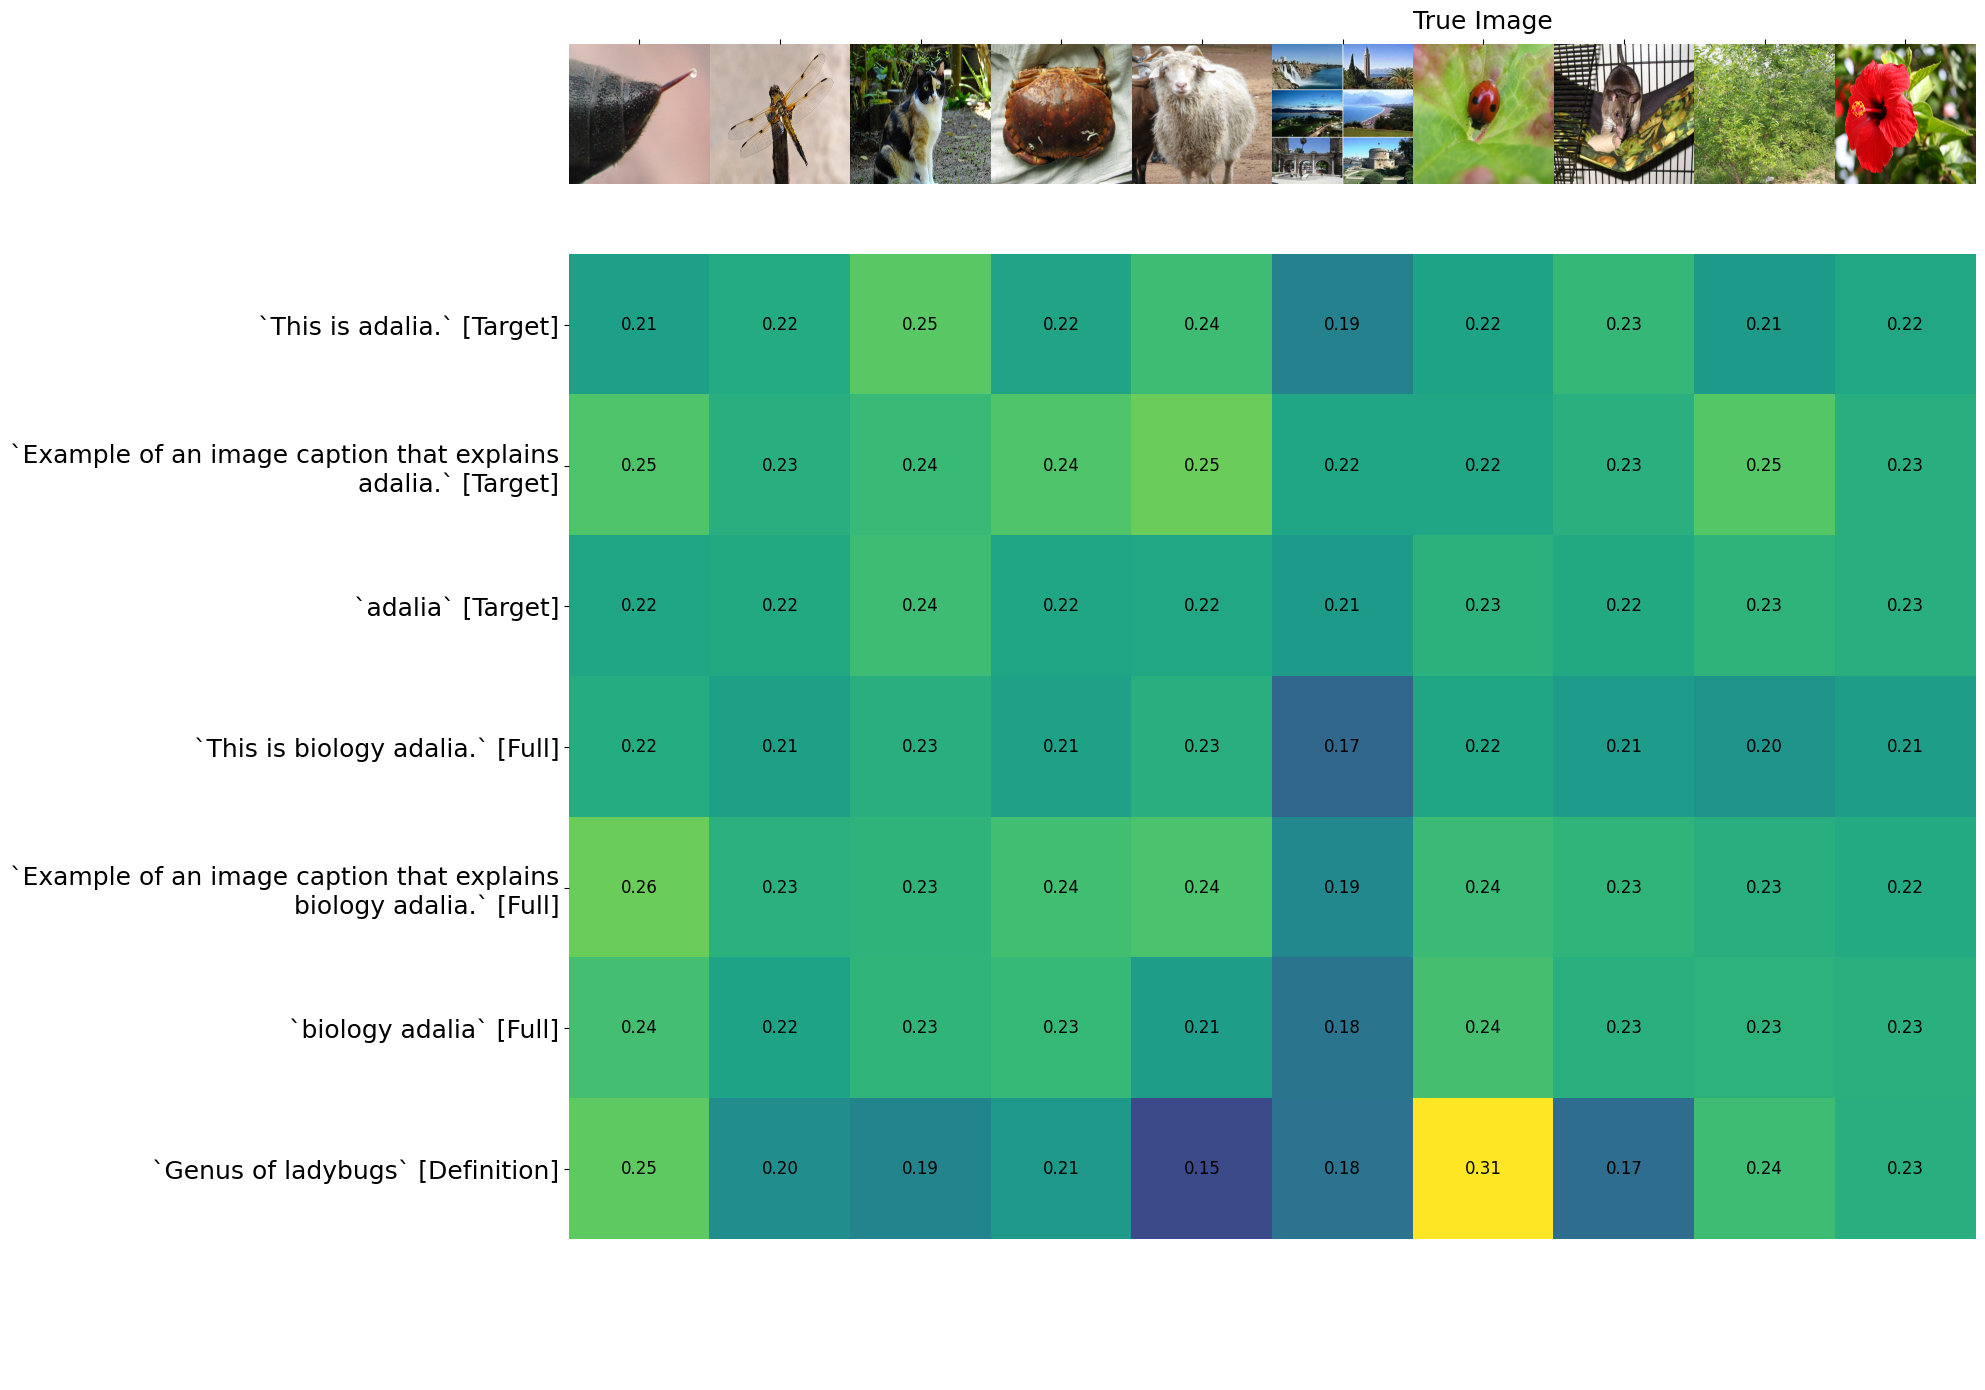 True Image
`This is adalia.` [Target]
0.21 0.22 0.25 0.22 0.24 0.19 0.22 0.23 0.21 0.22
`Example of an image caption that explains
adalia.` [Target]
0.25 0.23 0.24 0.24 0.25 0.22 0.22 0.23 0.25 0.23
`adalia` [Target]
0.22 0.22 0.24 0.22 0.22 0.21 0.23 0.22 0.23 0.23
`This is biology adalia.` [Full]
0.22 0.21 0.23 0.21 0.23 0.17 0.22 0.21 0.20 0.21
`Example of an image caption that explains
biology adalia.` [Full]
0.26 0.23 0.23 0.24 0.24 0.19 0.24 0.23 0.23 0.22
`biology adalia` [Full]
0.24 0.22 0.23 0.23 0.21 0.18 0.24 0.23 0.23 0.23
`Genus of ladybugs` [Definition]
0.25 0.20 0.19 0.21 0.15 0.18 0.31 0.17 0.24 0.23